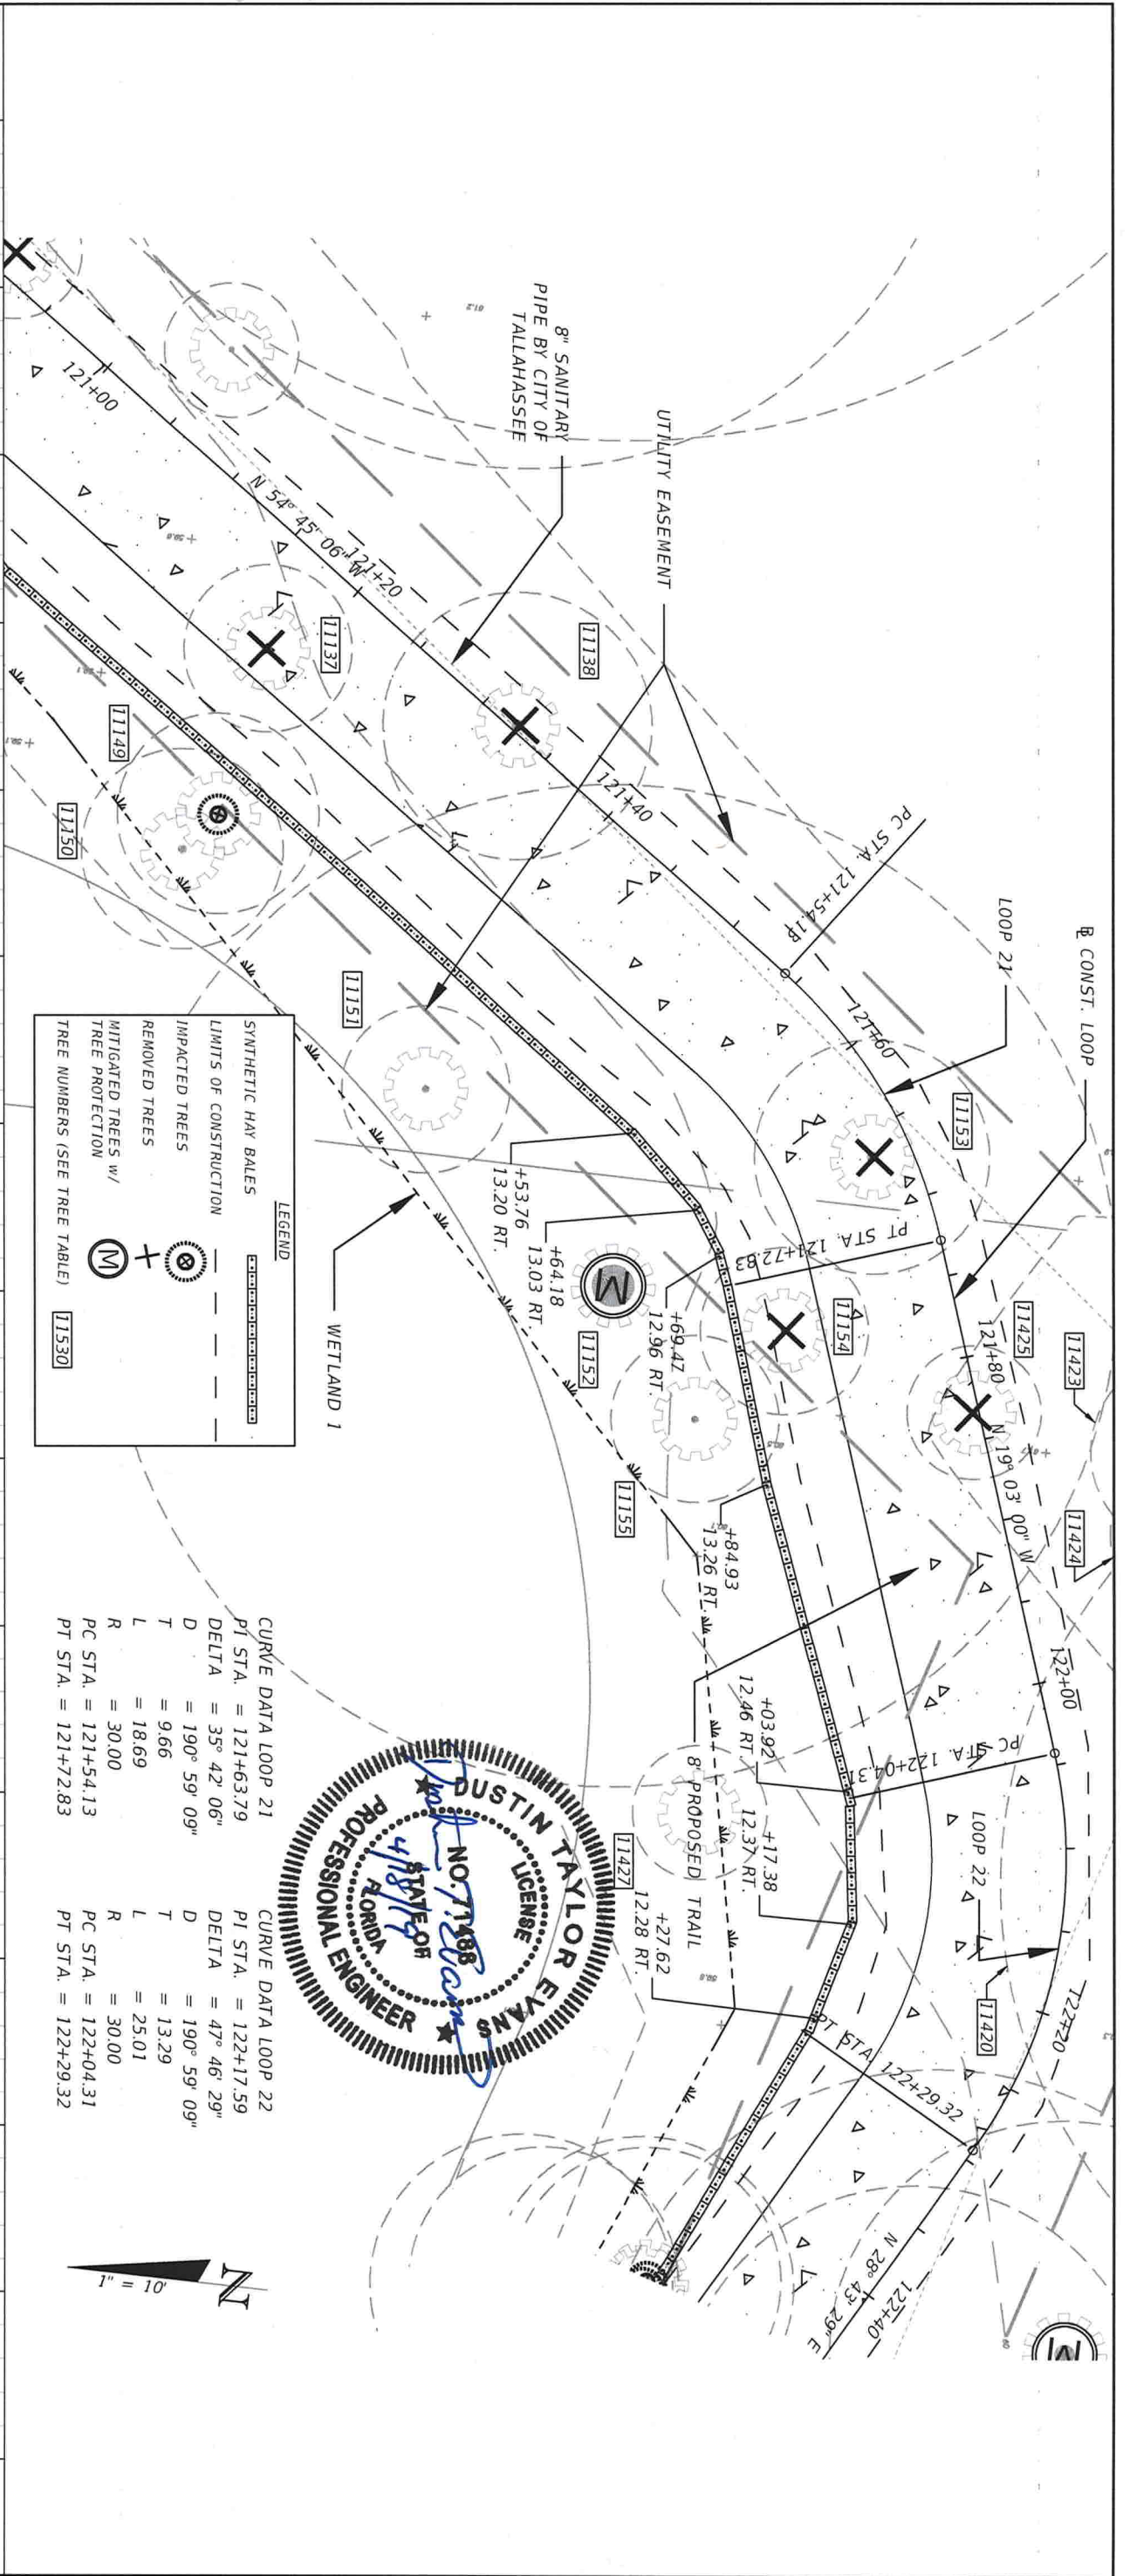 8" SANITARY
PIPE BY CITY OF
TALLAHASSEE
UTILITY EASEMENT
℄ CONST. LOOP
LOOP 21
PC STA. 121+54.13
PT STA. 121+72.83
PC STA. 122+04.31
PT STA. 122+29.32
LOOP 22
121+00
121+20
121+40
121+60
121+80
122+00
122+20
122+40
N 54° 45' 06" W
N 19° 03' 00" W
N 28° 43' 29" E
11137
11138
11149
11150
11151
11152
11153
11154
11155
11425
11423
11424
11427
11420
+53.76
13.20 RT.
+64.18
13.03 RT.
+69.47
12.96 RT.
+84.93
13.26 RT.
+03.92
12.46 RT.
+17.38
12.37 RT.
+27.62
12.28 RT.
WETLAND 1
8' PROPOSED TRAIL
M
M
61.2
59.1
LEGEND
SYNTHETIC HAY BALES
LIMITS OF CONSTRUCTION
IMPACTED TREES
REMOVED TREES
MITIGATED TREES W/
TREE PROTECTION
M
TREE NUMBERS (SEE TREE TABLE) 11530
CURVE DATA LOOP 21
PI STA. = 121+63.79
DELTA = 35° 42' 06"
D = 190° 59' 09"
T = 9.66
L = 18.69
R = 30.00
PC STA. = 121+54.13
PT STA. = 121+72.83
CURVE DATA LOOP 22
PI STA. = 122+17.59
DELTA = 47° 46' 29"
D = 190° 59' 09"
T = 13.29
L = 25.01
R = 30.00
PC STA. = 122+04.31
PT STA. = 122+29.32
DUSTIN TAYLOR EVANS
LICENSE
NO. 71488
STATE OF
FLORIDA
PROFESSIONAL ENGINEER
4/18/19
N
1" = 10'